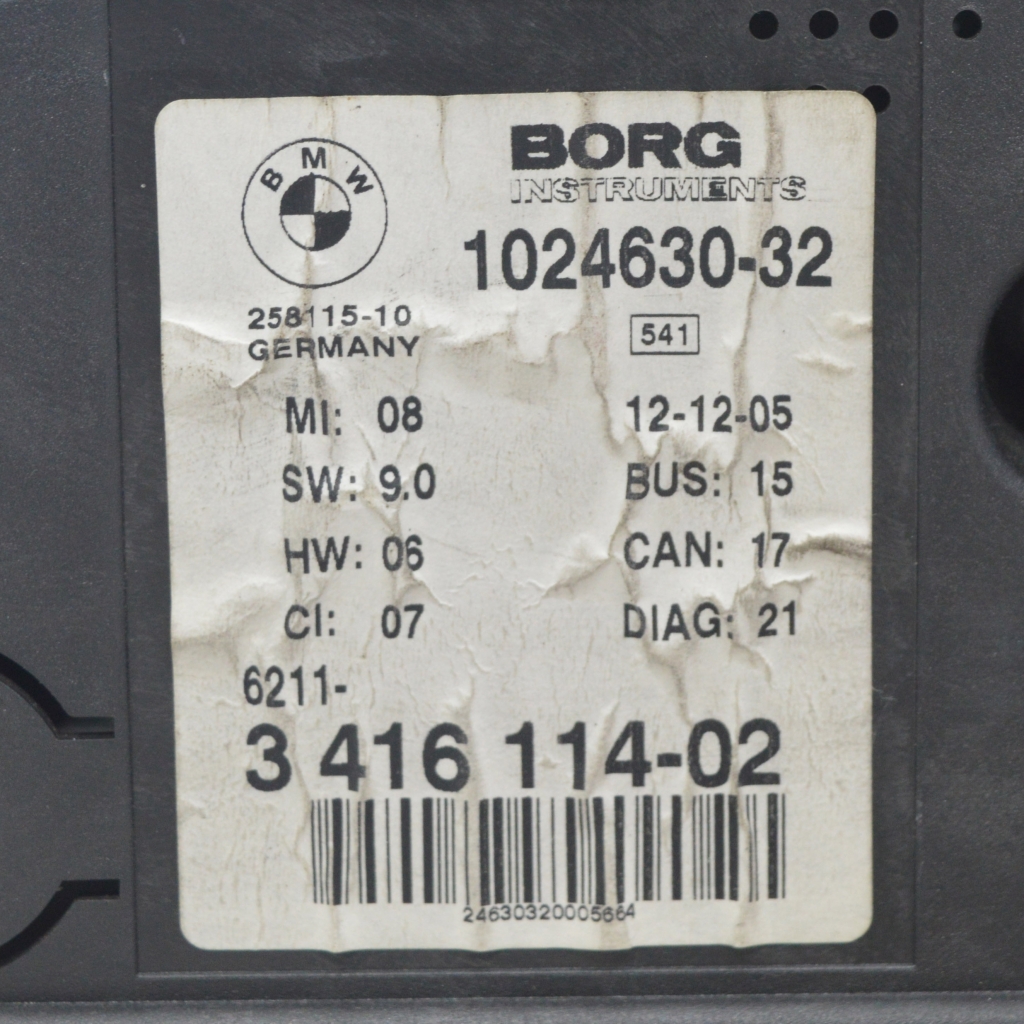 BMW
BORG
INSTRUMENTS
1024630-32
258115-10
GERMANY
541
MI: 08
12-12-05
SW: 9.0
BUS: 15
HW: 06
CAN: 17
CI: 07
DIAG: 21
6211-
3 416 114-02
24630320005664